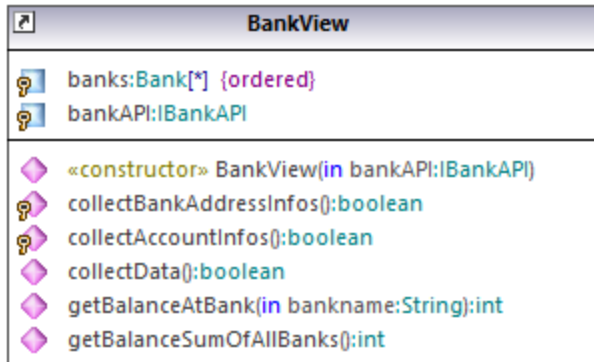 BankView
banks:Bank[*] {ordered}
bankAPI:IBankAPI
«constructor» BankView(in bankAPI:IBankAPI)
collectBankAddressInfos():boolean
collectAccountInfos():boolean
collectData():boolean
getBalanceAtBank(in bankname:String):int
getBalanceSumOfAllBanks():int